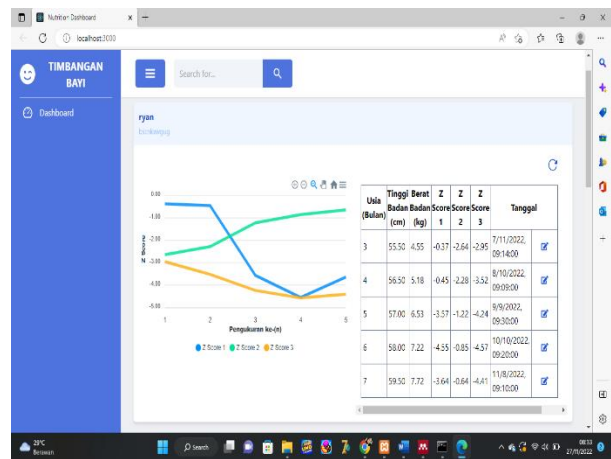 Nutrition Dashboard
localhost:3000
TIMBANGAN
BAYI
Search for...
Dashboard
ryan
Z Score
0.00
-1.00
-2.00
-3.00
-4.00
-5.00
1 2 3 4 5
Pengukuran ke-(n)
Z Score 1 Z Score 2 Z Score 3
Usia (Bulan) Tinggi Badan (cm) Berat Badan (kg) Z Score 1 Z Score 2 Z Score 3 Tanggal
3 55.50 4.55 -0.37 -2.64 -2.95 7/11/2022, 09:14:00
4 56.50 5.18 -0.45 -2.28 -3.52 8/10/2022, 09:09:00
5 57.00 6.53 -3.57 -1.22 -4.24 9/9/2022, 09:30:00
6 58.00 7.22 -4.55 -0.85 -4.57 10/10/2022, 09:20:00
7 59.50 7.72 -3.64 -0.64 -4.41 11/8/2022, 09:10:00
29°C
Berawan
Search
08:33
27/11/2022